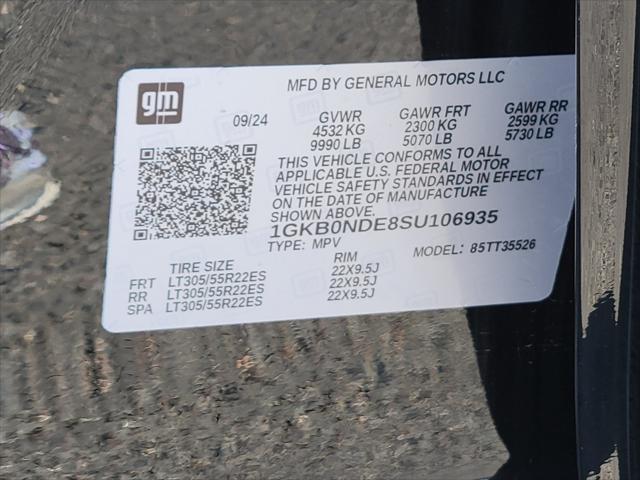 gm
MFD BY GENERAL MOTORS LLC
09/24 GVWR GAWR FRT GAWR RR
4532 KG 2300 KG 2599 KG
9990 LB 5070 LB 5730 LB
THIS VEHICLE CONFORMS TO ALL
APPLICABLE U.S. FEDERAL MOTOR
VEHICLE SAFETY STANDARDS IN EFFECT
ON THE DATE OF MANUFACTURE
SHOWN ABOVE.
1GKB0NDE8SU106935
TYPE: MPV MODEL: 85TT35526
TIRE SIZE RIM
FRT LT305/55R22ES 22X9.5J
RR LT305/55R22ES 22X9.5J
SPA LT305/55R22ES 22X9.5J